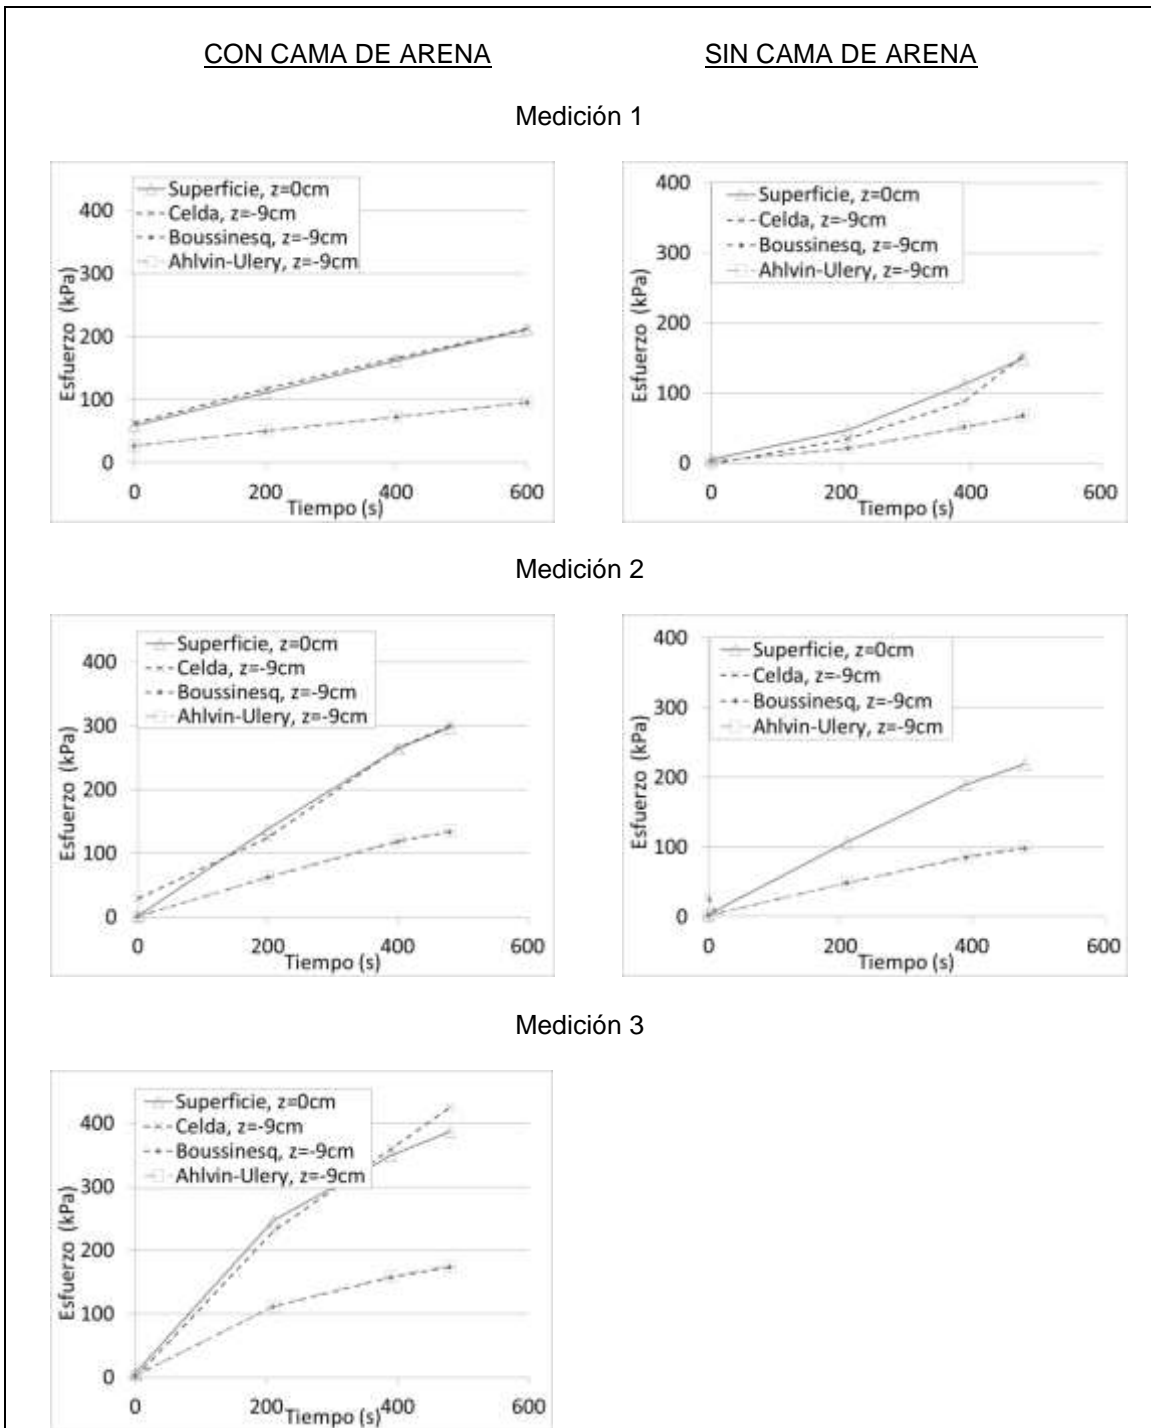 CON CAMA DE ARENA
SIN CAMA DE ARENA
Medición 1
Superficie, z=0cm
Celda, z=-9cm
Boussinesq, z=-9cm
Ahlvin-Ulery, z=-9cm
Esfuerzo (kPa)
400
300
200
100
0
0 200 400 600
Tiempo (s)
Superficie, z=0cm
Celda, z=-9cm
Boussinesq, z=-9cm
Ahlvin-Ulery, z=-9cm
Esfuerzo (kPa)
400
300
200
100
0
0 200 400 600
Tiempo (s)
Medición 2
Superficie, z=0cm
Celda, z=-9cm
Boussinesq, z=-9cm
Ahlvin-Ulery, z=-9cm
Esfuerzo (kPa)
400
300
200
100
0
0 200 400 600
Tiempo (s)
Superficie, z=0cm
Celda, z=-9cm
Boussinesq, z=-9cm
Ahlvin-Ulery, z=-9cm
Esfuerzo (kPa)
400
300
200
100
0
0 200 400 600
Tiempo (s)
Medición 3
Superficie, z=0cm
Celda, z=-9cm
Boussinesq, z=-9cm
Ahlvin-Ulery, z=-9cm
Esfuerzo (kPa)
400
300
200
100
0
0 200 400 600
Tiempo (s)